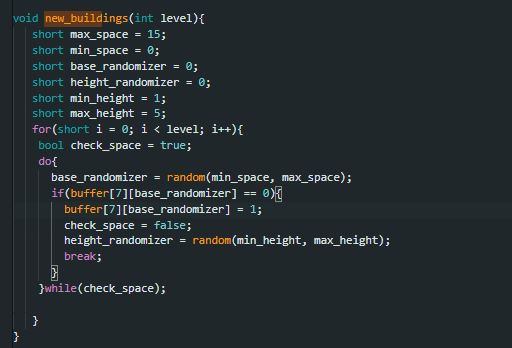 void new_buildings(int level){
short max_space = 15;
short min_space = 0;
short base_randomizer = 0;
short height_randomizer = 0;
short min_height = 1;
short max_height = 5;
for(short i = 0; i < level; i++){
bool check_space = true;
do{
base_randomizer = random(min_space, max_space);
if(buffer[7][base_randomizer] == 0){
buffer[7][base_randomizer] = 1;
check_space = false;
height_randomizer = random(min_height, max_height);
break;
}
}while(check_space);
}
}